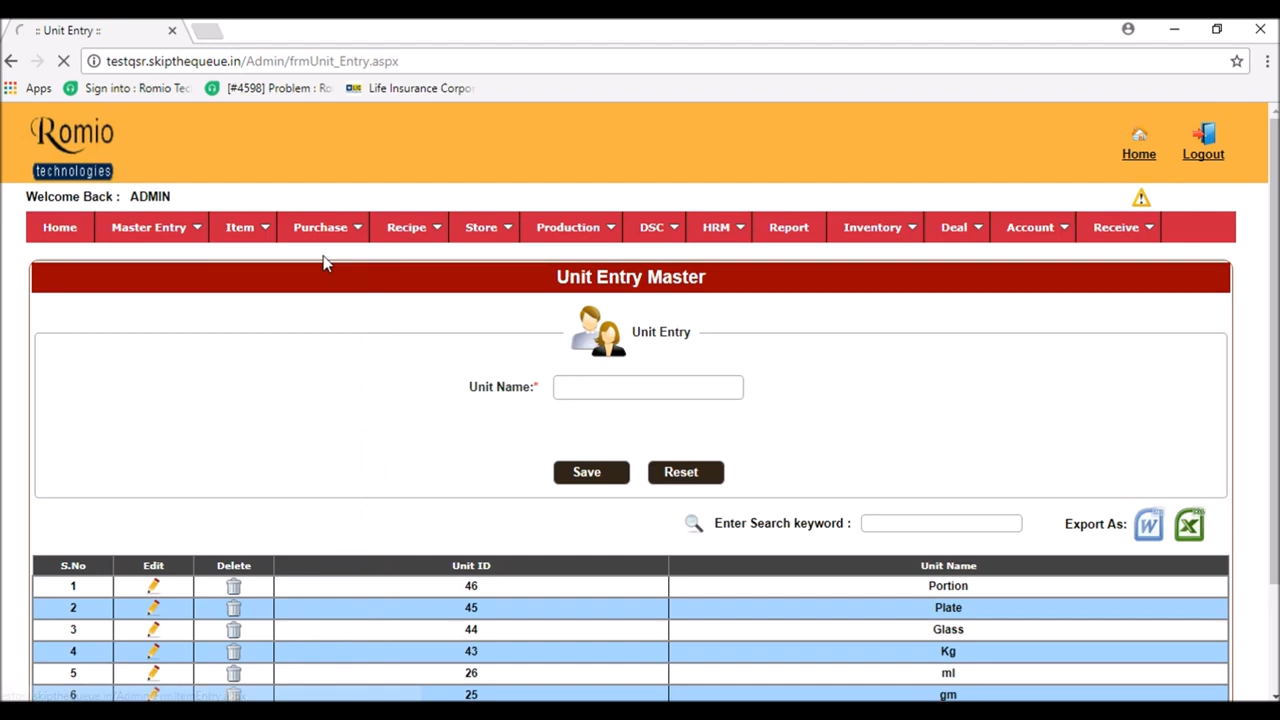 :: Unit Entry ::
testqsr.skipthequeue.in/Admin/frmUnit_Entry.aspx
Apps Sign into : Romio Tec [#4598] Problem : Ro Life Insurance Corpor
Romio
technologies
Home Logout
Welcome Back : ADMIN
Home Master Entry Item Purchase Recipe Store Production DSC HRM Report Inventory Deal Account Receive
Unit Entry Master
Unit Entry
Unit Name:*
Save Reset
Enter Search keyword : Export As:
S.No Edit Delete Unit ID Unit Name
1 46 Portion
2 45 Plate
3 44 Glass
4 43 Kg
5 26 ml
6 25 gm